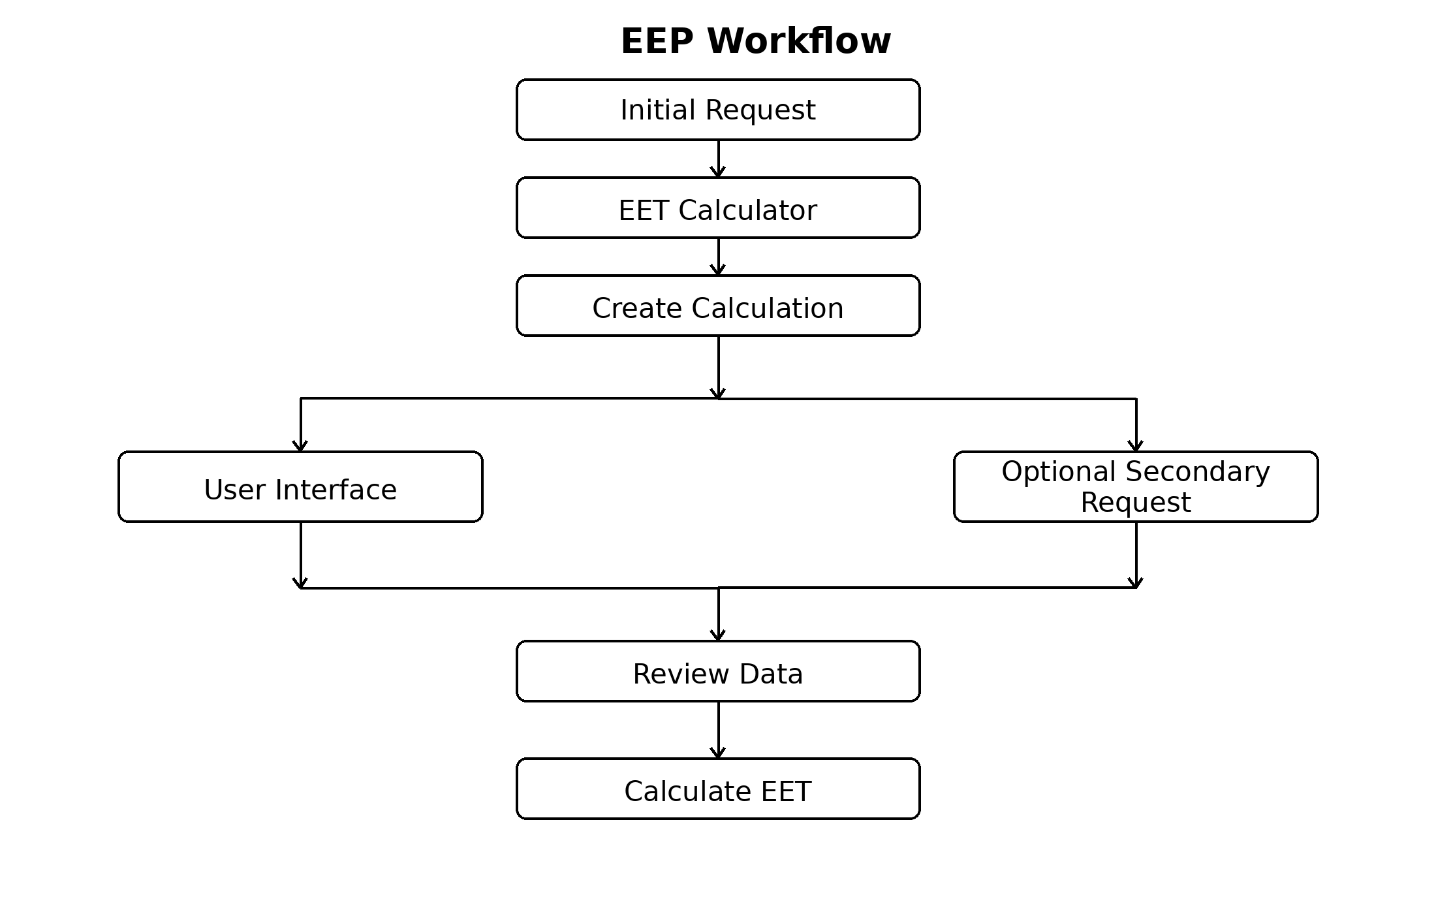 EEP Workflow
Initial Request
EET Calculator
Create Calculation
User Interface
Optional Secondary
Request
Review Data
Calculate EET